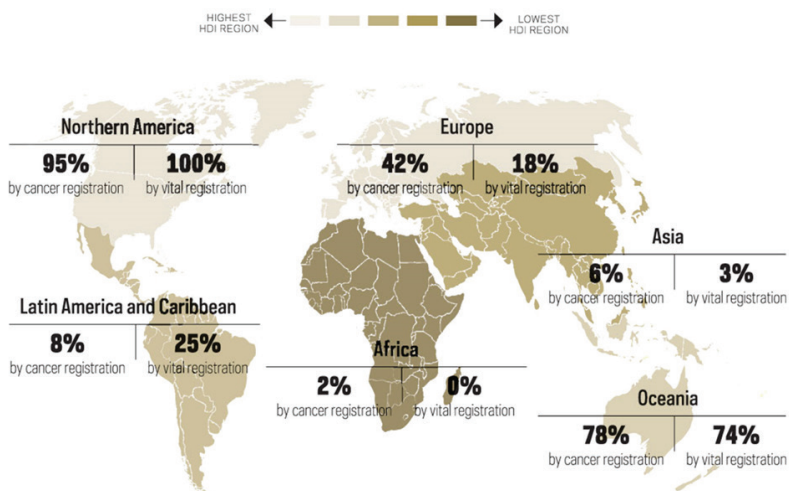 HIGHEST HDI REGION
LOWEST HDI REGION
Northern America
95% 100%
by cancer registration by vital registration
Europe
42% 18%
by cancer registration by vital registration
Asia
6% 3%
by cancer registration by vital registration
Latin America and Caribbean
8% 25%
by cancer registration by vital registration
Africa
2% 0%
by cancer registration by vital registration
Oceania
78% 74%
by cancer registration by vital registration